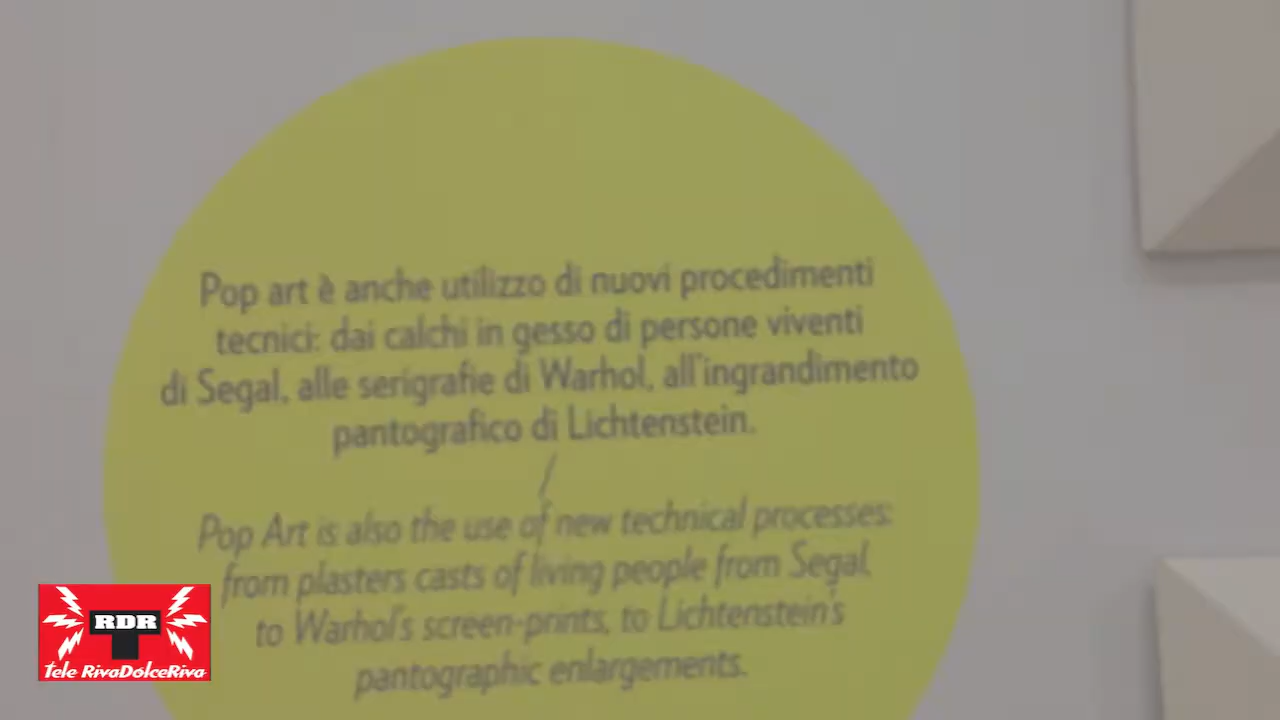 Pop art è anche utilizzo di nuovi procedimenti
tecnici: dai calchi in gesso di persone viventi
di Segal, alle serigrafie di Warhol, all'ingrandimento
pantografico di Lichtenstein.
/
Pop Art is also the use of new technical processes:
from plasters casts of living people from Segal,
to Warhol's screen-prints, to Lichtenstein's
pantographic enlargements.
RDR
T
Tele RivaDolceRiva